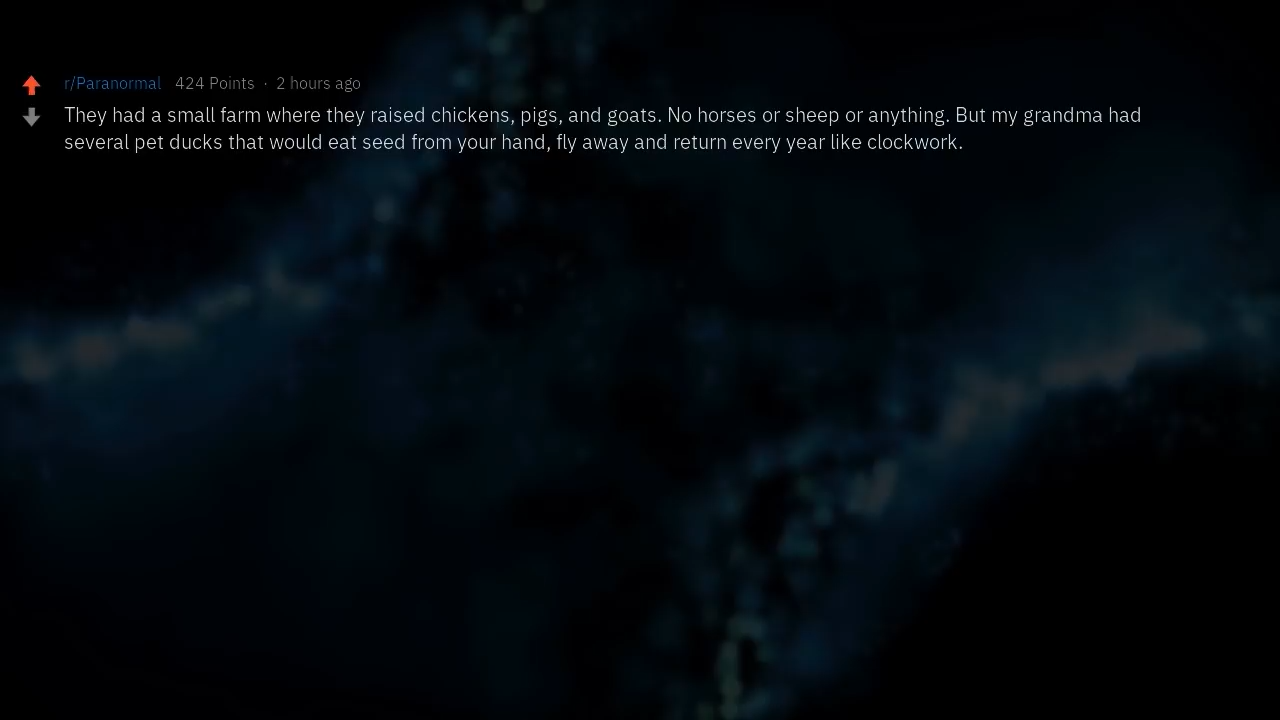 r/Paranormal 424 Points · 2 hours ago
They had a small farm where they raised chickens, pigs, and goats. No horses or sheep or anything. But my grandma had
several pet ducks that would eat seed from your hand, fly away and return every year like clockwork.